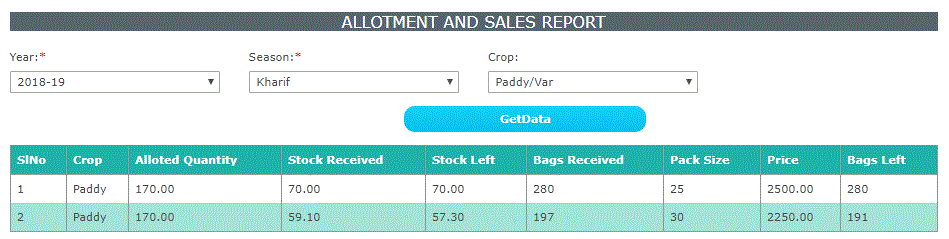 ALLOTMENT AND SALES REPORT
Year:* Season:* Crop:
2018-19 Kharif Paddy/Var
GetData
SlNo Crop Alloted Quantity Stock Received Stock Left Bags Received Pack Size Price Bags Left
1 Paddy 170.00 70.00 70.00 280 25 2500.00 280
2 Paddy 170.00 59.10 57.30 197 30 2250.00 191